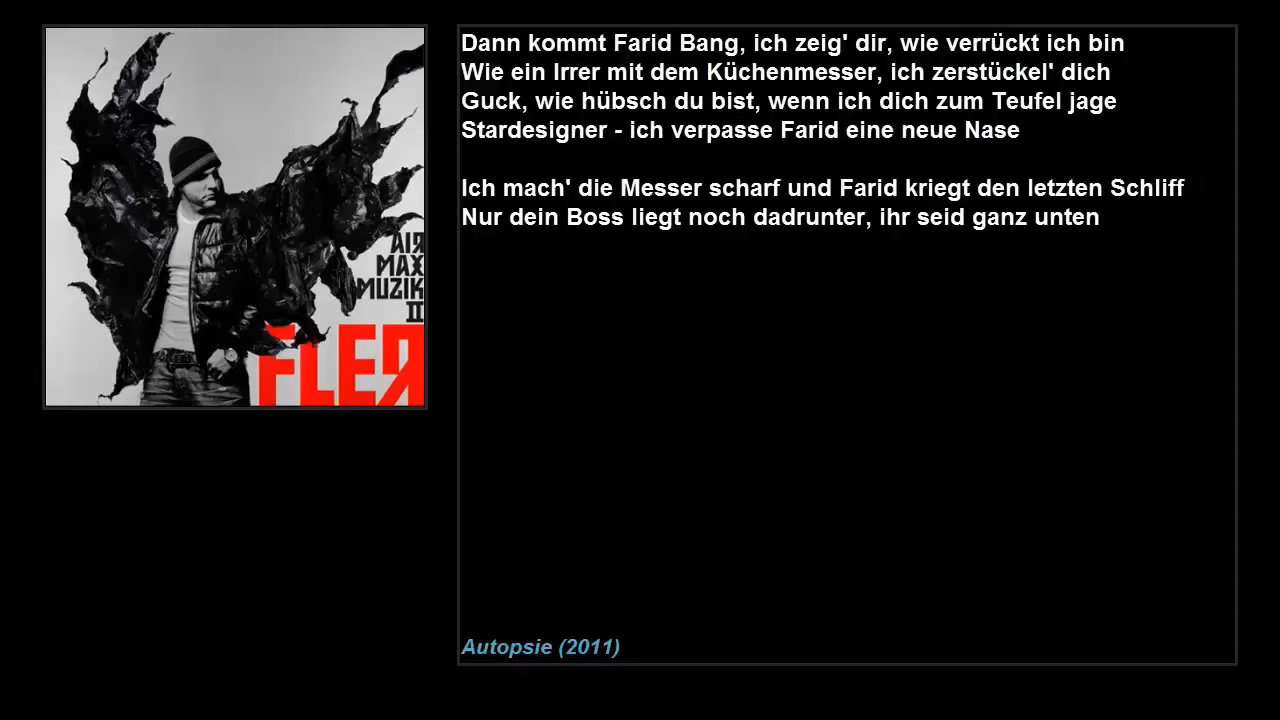 Dann kommt Farid Bang, ich zeig' dir, wie verrückt ich bin
Wie ein Irrer mit dem Küchenmesser, ich zerstückel' dich
Guck, wie hübsch du bist, wenn ich dich zum Teufel jage
Stardesigner - ich verpasse Farid eine neue Nase
Ich mach' die Messer scharf und Farid kriegt den letzten Schliff
Nur dein Boss liegt noch dadrunter, ihr seid ganz unten
AIR
MAX
MUZIK
II
FLER
Autopsie (2011)